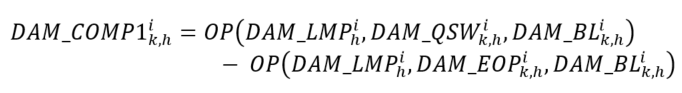 DAM_COMP1^i_{k,h} = OP(DAM_LMP^i_h, DAM_QSW^i_{k,h}, DAM_BL^i_{k,h})
− OP(DAM_LMP^i_h, DAM_EOP^i_{k,h}, DAM_BL^i_{k,h})